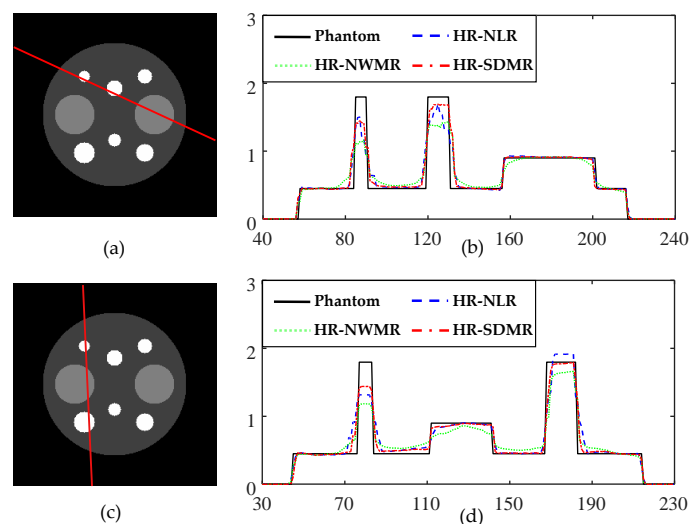 3
Phantom
HR-NLR
HR-NWMR
HR-SDMR
2
1
0
40
80
120
160
200
240
(a)
(b)
3
Phantom
HR-NLR
HR-NWMR
HR-SDMR
2
1
0
30
70
110
150
190
230
(c)
(d)